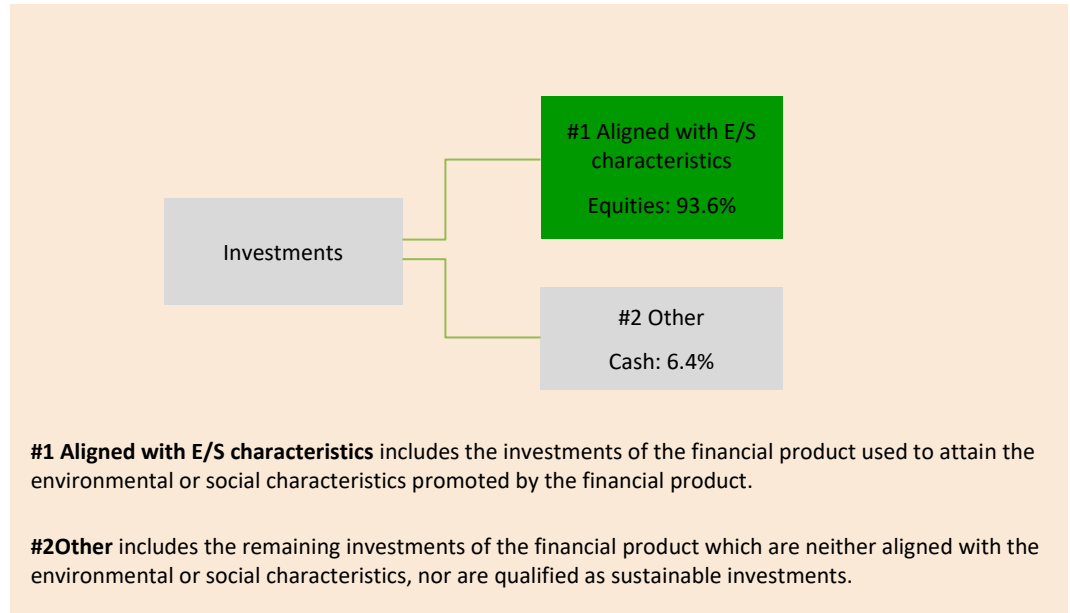 #1 Aligned with E/S
characteristics
Equities: 93.6%
Investments
#2 Other
Cash: 6.4%
#1 Aligned with E/S characteristics includes the investments of the financial product used to attain the
environmental or social characteristics promoted by the financial product.
#2Other includes the remaining investments of the financial product which are neither aligned with the
environmental or social characteristics, nor are qualified as sustainable investments.